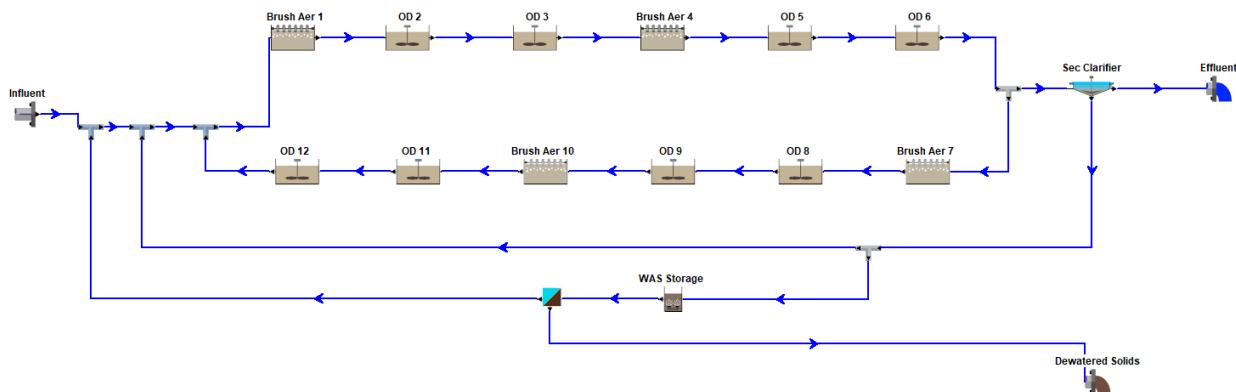 Brush Aer 1
OD 2
OD 3
Brush Aer 4
OD 5
OD 6
Sec Clarifier
Effluent
Influent
OD 12
OD 11
Brush Aer 10
OD 9
OD 8
Brush Aer 7
WAS Storage
Dewatered Solids